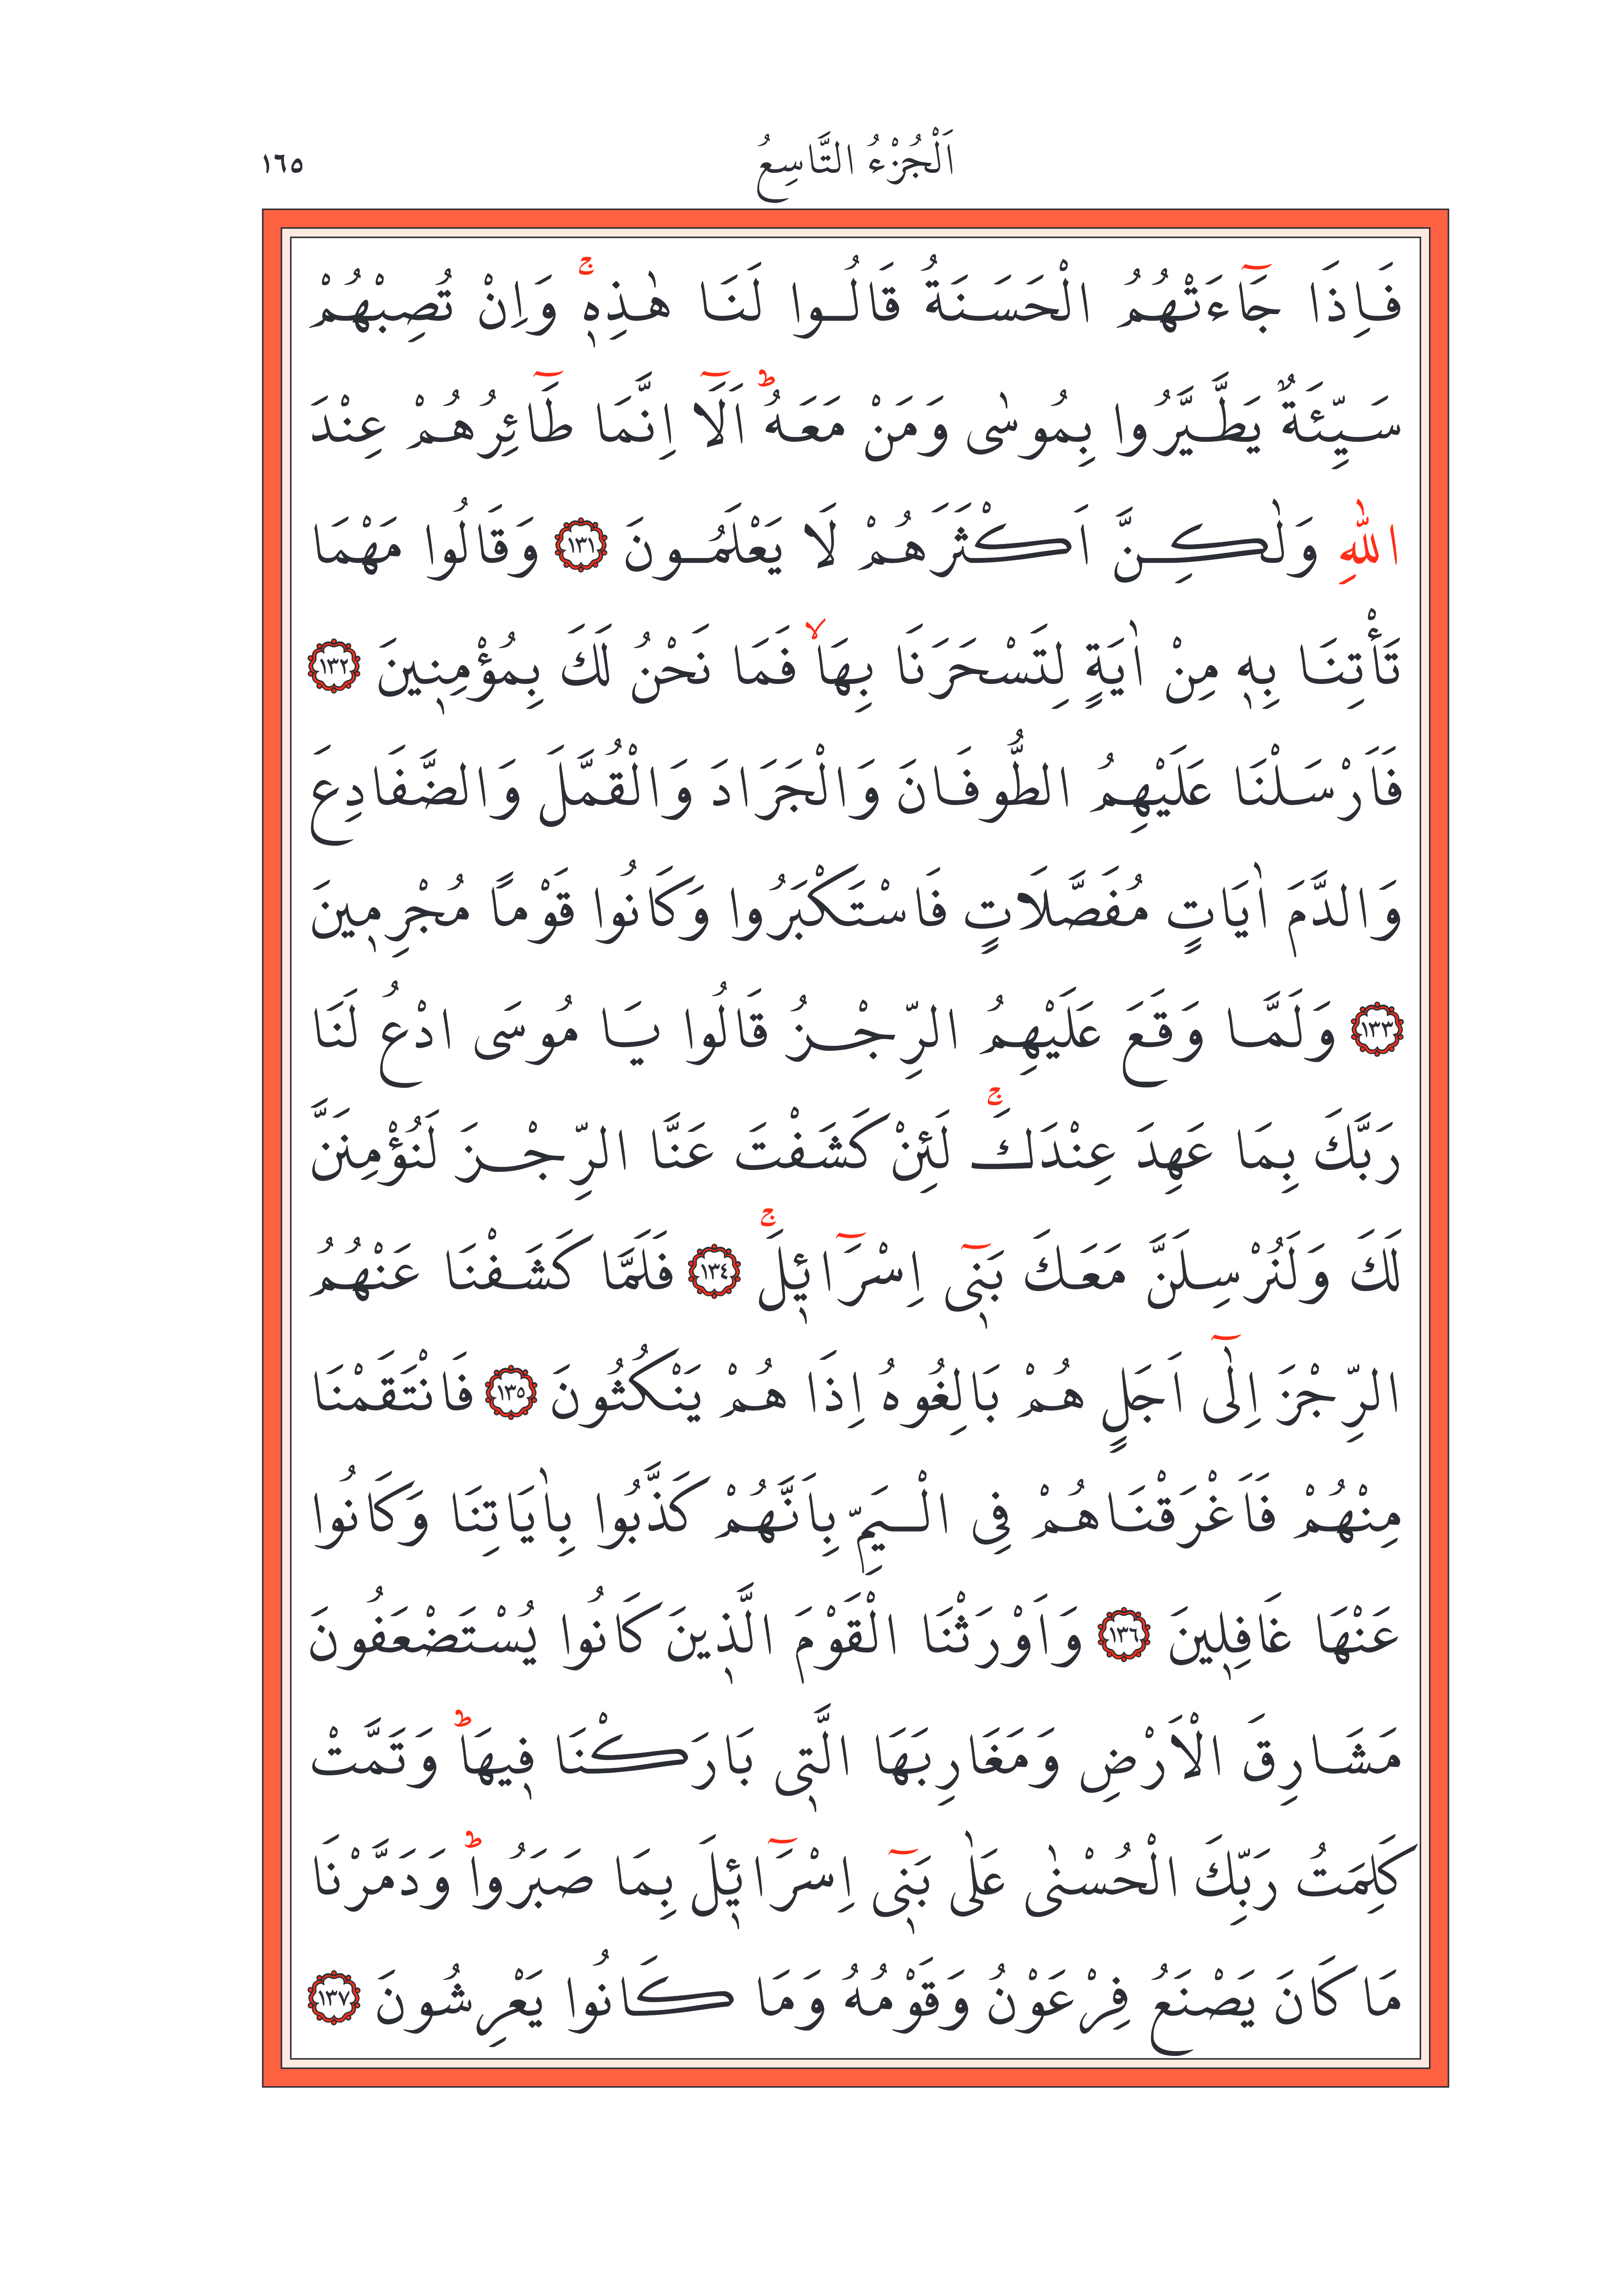 اَلْجُزْءُ التَّاسِعُ ١٦٥
فَاِذَا جَٓاءَتْهُمُ الْحَسَنَةُ قَالُوا لَنَا هٰذِهٖۚ وَاِنْ تُصِبْهُمْ
سَيِّئَةٌ يَطَّيَّرُوا بِمُوسٰى وَمَنْ مَعَهُؕ اَلَٓا اِنَّمَا طَٓائِرُهُمْ عِنْدَ
اللّٰهِ وَلٰكِنَّ اَكْثَرَهُمْ لَا يَعْلَمُونَ ﴿١٣١﴾ وَقَالُوا مَهْمَا
تَأْتِنَا بِهٖ مِنْ اٰيَةٍ لِتَسْحَرَنَا بِهَاۙ فَمَا نَحْنُ لَكَ بِمُؤْمِنٖينَ ﴿١٣٢﴾
فَاَرْسَلْنَا عَلَيْهِمُ الطُّوفَانَ وَالْجَرَادَ وَالْقُمَّلَ وَالضَّفَادِعَ
وَالدَّمَ اٰيَاتٍ مُفَصَّلَاتٍ فَاسْتَكْبَرُوا وَكَانُوا قَوْماً مُجْرِمٖينَ
﴿١٣٣﴾ وَلَمَّا وَقَعَ عَلَيْهِمُ الرِّجْزُ قَالُوا يَا مُوسَى ادْعُ لَنَا
رَبَّكَ بِمَا عَهِدَ عِنْدَكَۚ لَئِنْ كَشَفْتَ عَنَّا الرِّجْزَ لَنُؤْمِنَنَّ
لَكَ وَلَنُرْسِلَنَّ مَعَكَ بَنٖٓى اِسْرَٓائٖلَۚ ﴿١٣٤﴾ فَلَمَّا كَشَفْنَا عَنْهُمُ
الرِّجْزَ اِلٰٓى اَجَلٍ هُمْ بَالِغُوهُ اِذَا هُمْ يَنْكُثُونَ ﴿١٣٥﴾ فَانْتَقَمْنَا
مِنْهُمْ فَاَغْرَقْنَاهُمْ فِى الْيَمِّ بِاَنَّهُمْ كَذَّبُوا بِاٰيَاتِنَا وَكَانُوا
عَنْهَا غَافِلٖينَ ﴿١٣٦﴾ وَاَوْرَثْنَا الْقَوْمَ الَّذٖينَ كَانُوا يُسْتَضْعَفُونَ
مَشَارِقَ الْاَرْضِ وَمَغَارِبَهَا الَّتٖى بَارَكْنَا فٖيهَاؕ وَتَمَّتْ
كَلِمَتُ رَبِّكَ الْحُسْنٰى عَلٰى بَنٖٓى اِسْرَٓائٖلَ بِمَا صَبَرُواؕ وَدَمَّرْنَا
مَا كَانَ يَصْنَعُ فِرْعَوْنُ وَقَوْمُهُ وَمَا كَانُوا يَعْرِشُونَ ﴿١٣٧﴾